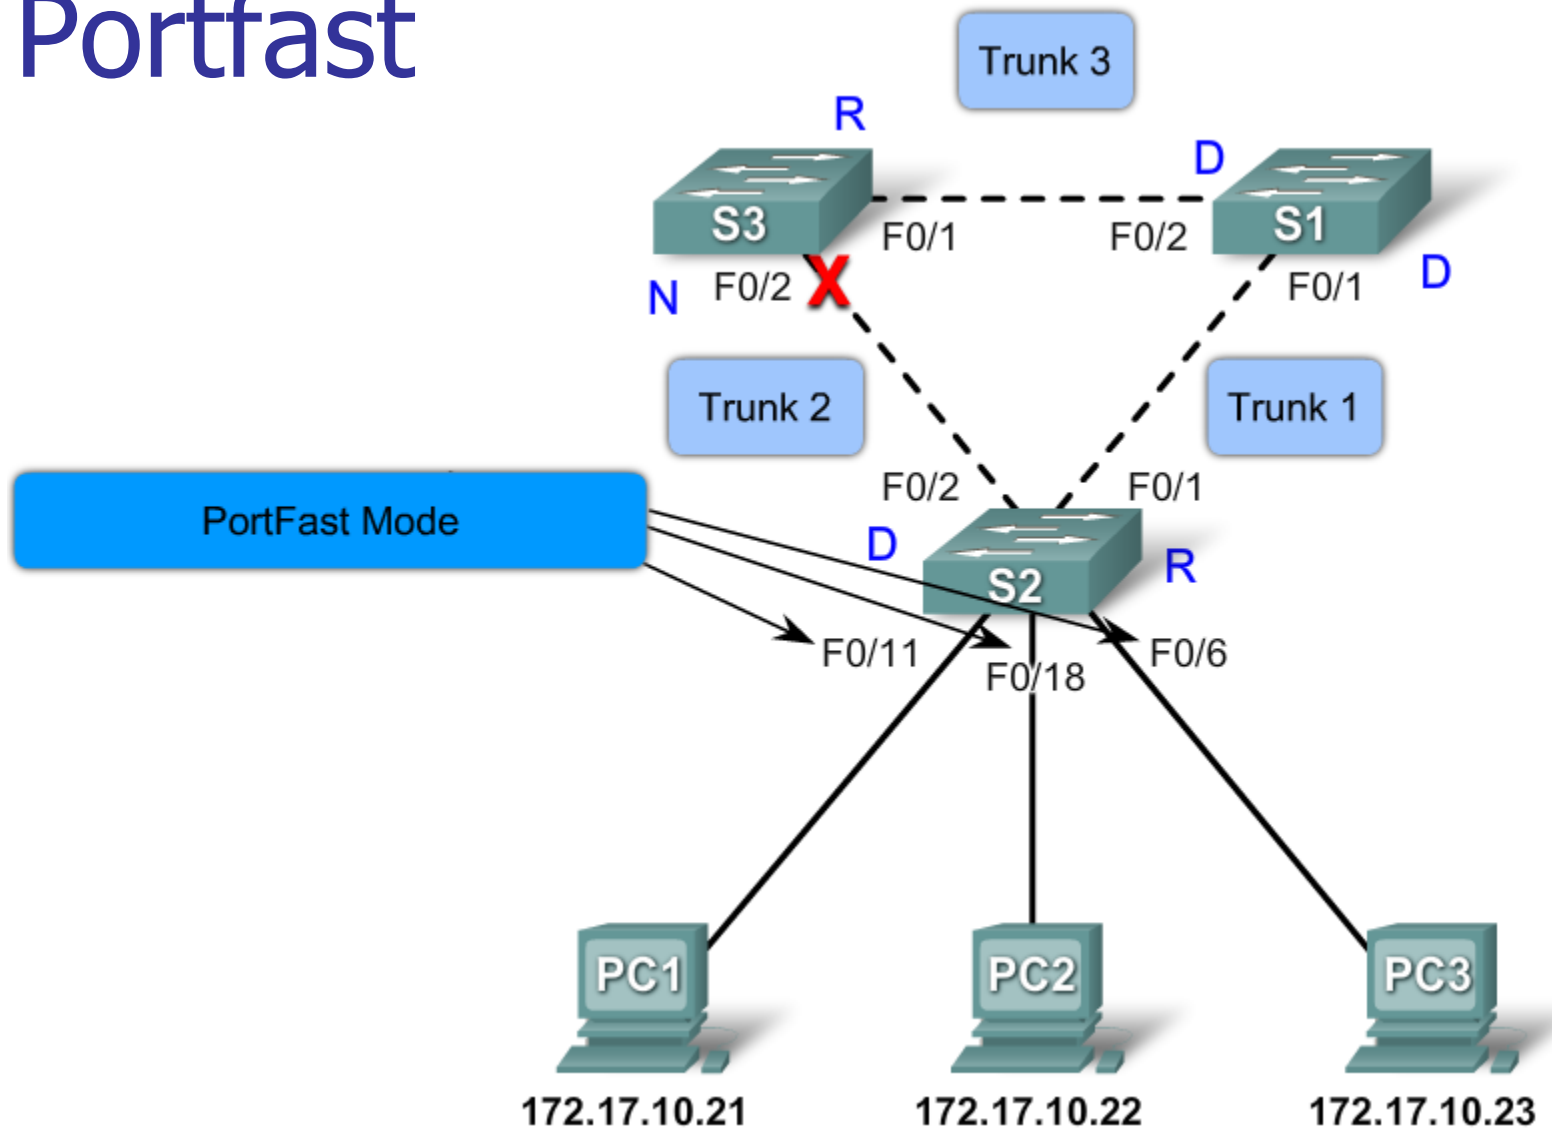 Portfast
Trunk 3
R
D
S3
S1
F0/1
F0/2
N
F0/2
X
F0/1
D
Trunk 2
Trunk 1
F0/2
F0/1
PortFast Mode
D
R
S2
F0/11
F0/18
F0/6
PC1
PC2
PC3
172.17.10.21
172.17.10.22
172.17.10.23